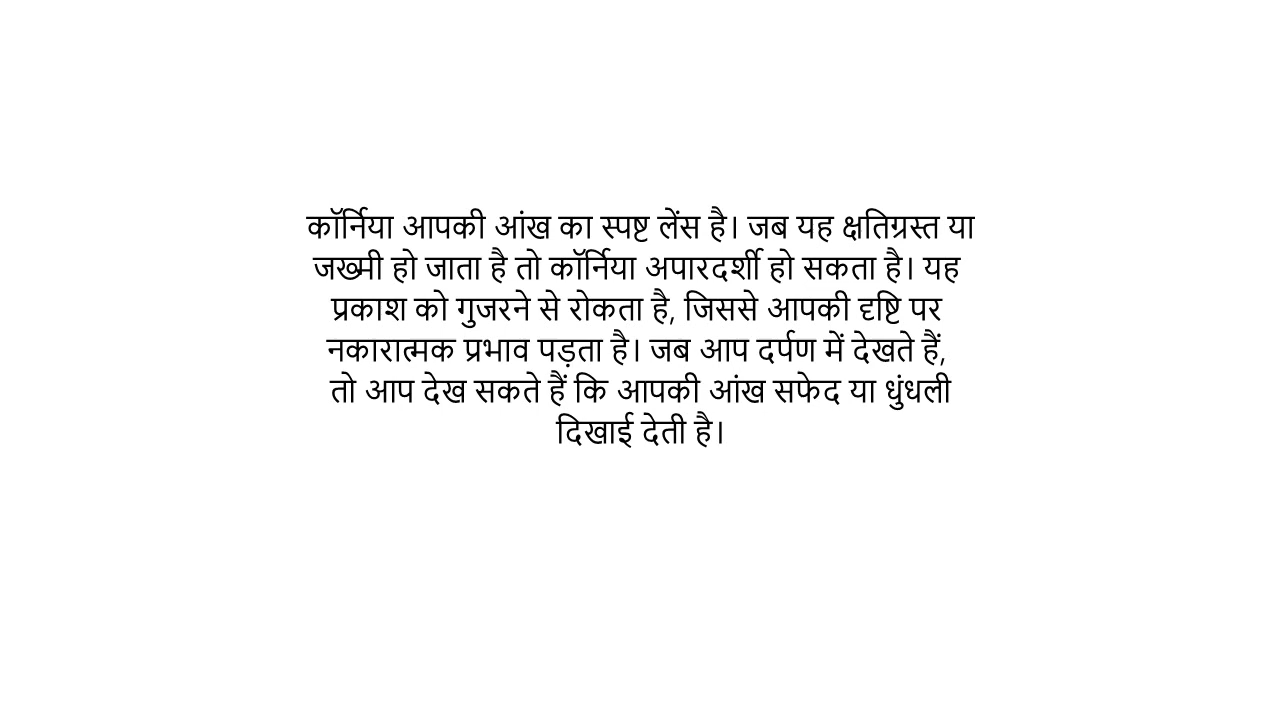 कॉर्निया आपकी आंख का स्पष्ट लेंस है। जब यह क्षतिग्रस्त या
जख्मी हो जाता है तो कॉर्निया अपारदर्शी हो सकता है। यह
प्रकाश को गुजरने से रोकता है, जिससे आपकी दृष्टि पर
नकारात्मक प्रभाव पड़ता है। जब आप दर्पण में देखते हैं,
तो आप देख सकते हैं कि आपकी आंख सफेद या धुंधली
दिखाई देती है।